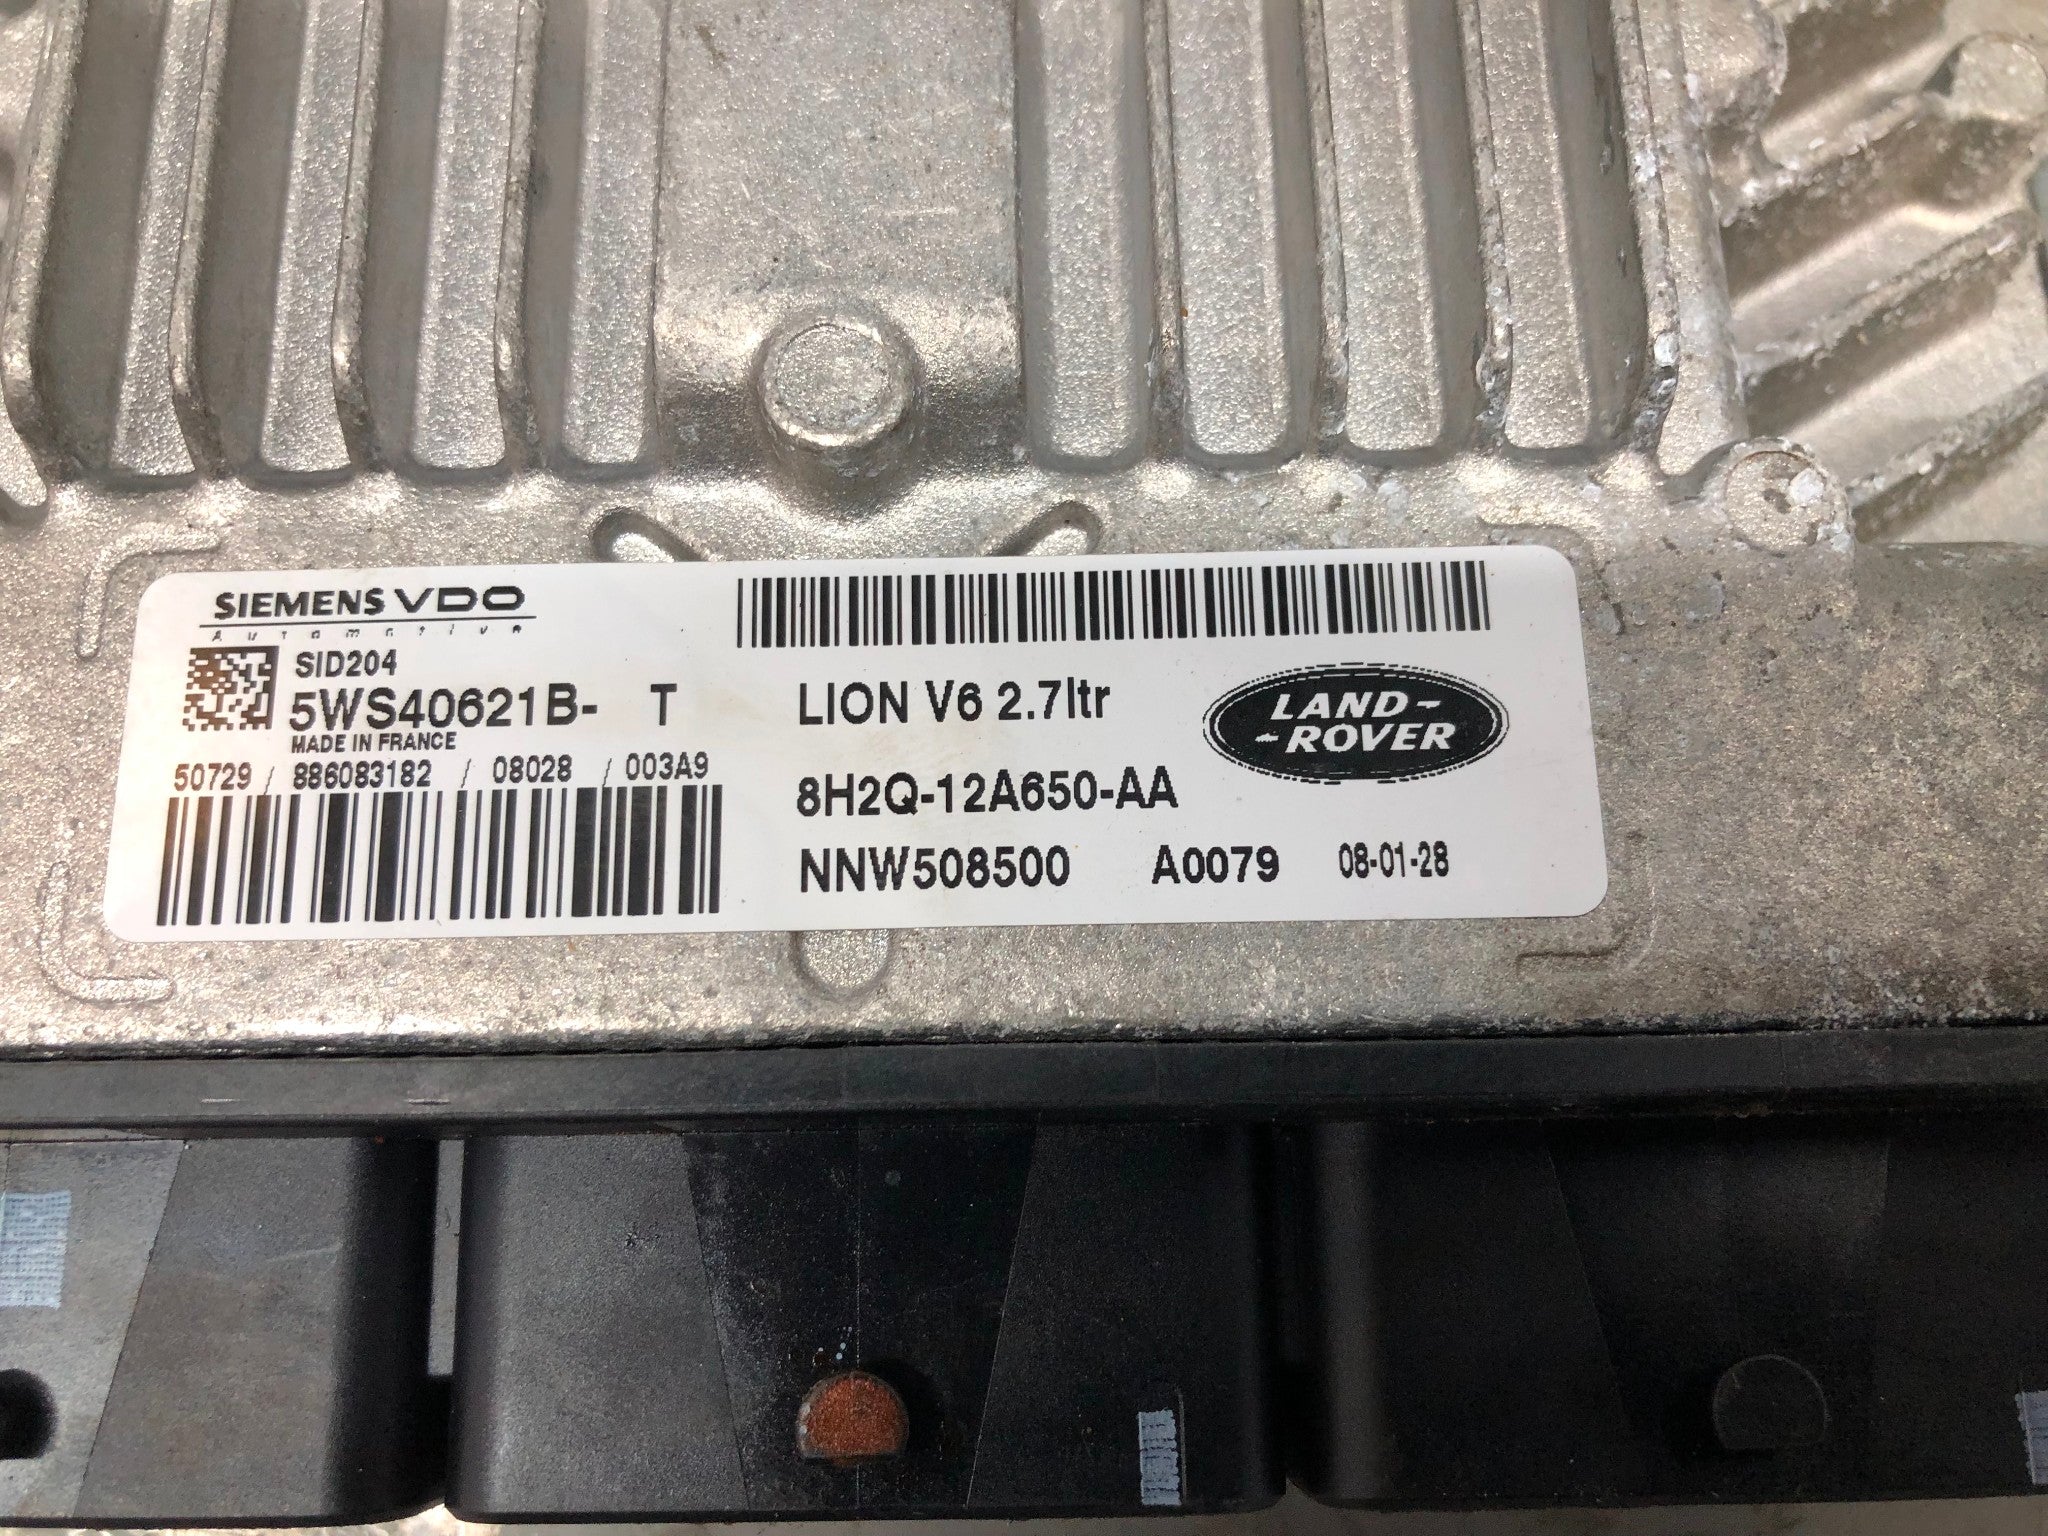 SIEMENS VDO
Automotive
SID204
5WS40621B- T
MADE IN FRANCE
50729 / 886083182 / 08028 / 003A9
LION V6 2.7ltr
LAND-
-ROVER
8H2Q-12A650-AA
NNW508500 A0079 08-01-28